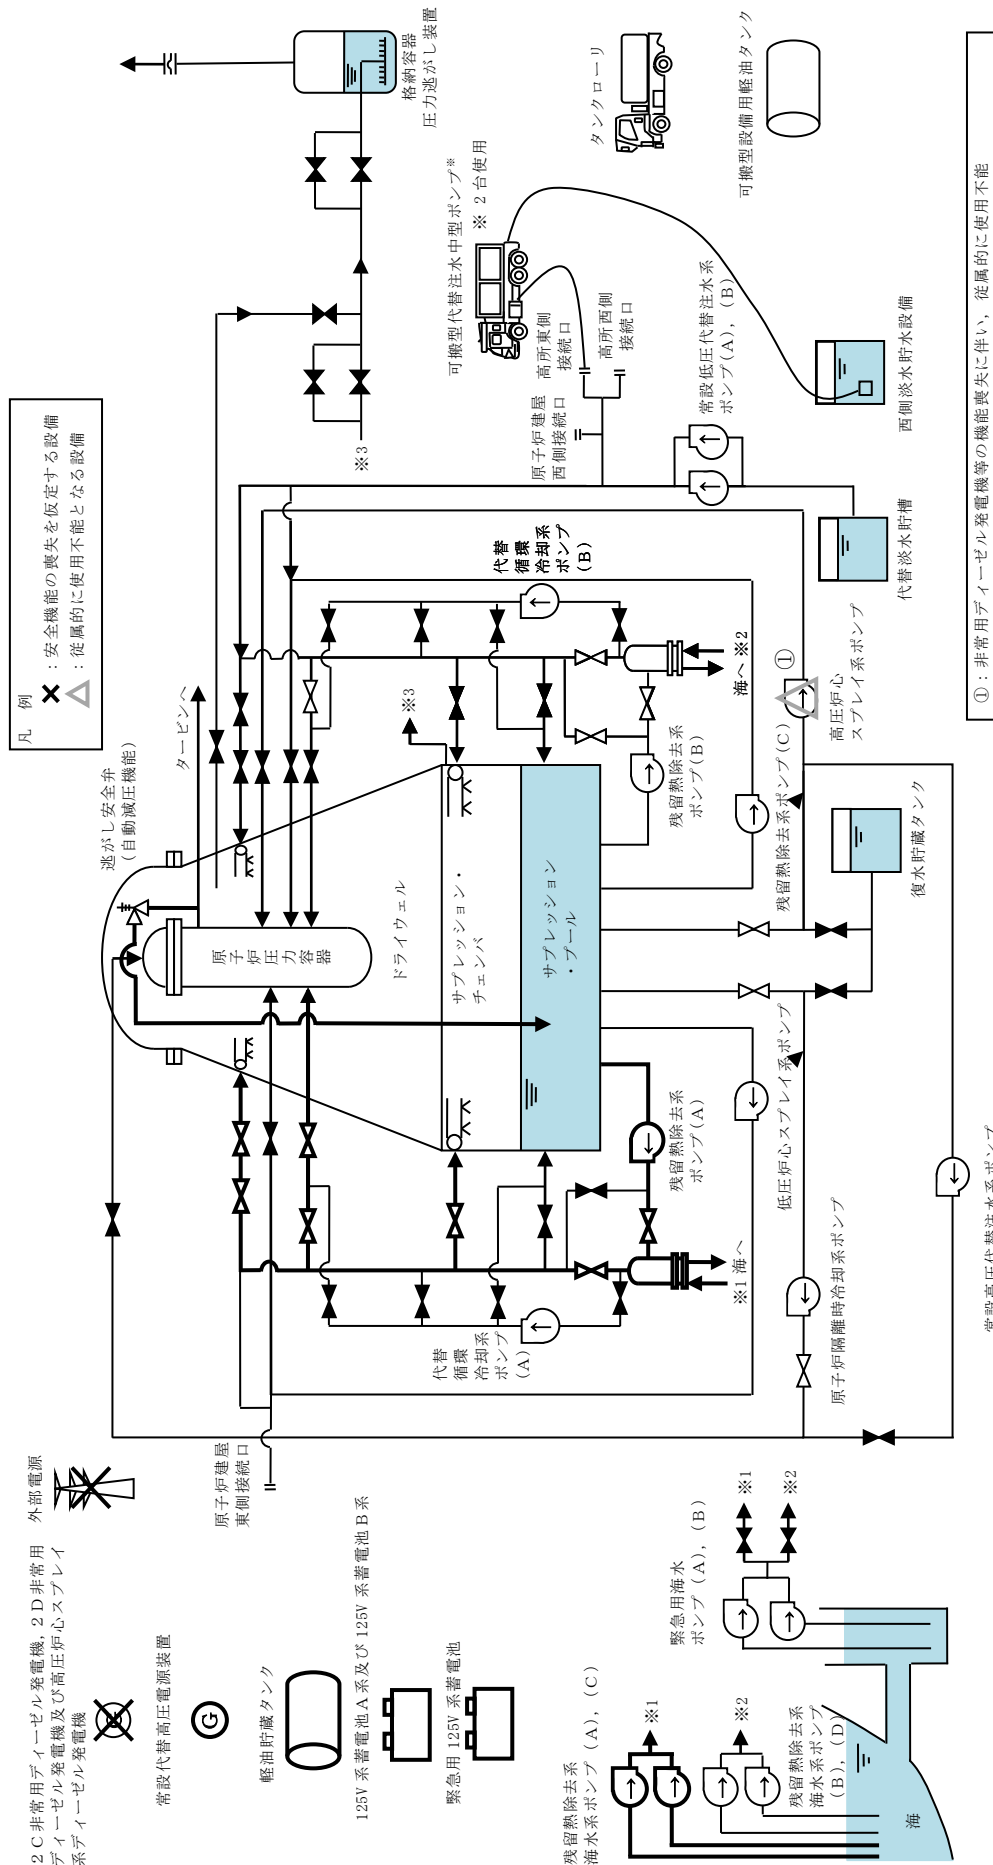 2Ｃ非常用ディーゼル発電機，2Ｄ非常用
ディーゼル発電機及び高圧炉心スプレイ
系ディーゼル発電機
外部電源
常設代替高圧電源装置
G
軽油貯蔵タンク
125V 系蓄電池Ａ系及び 125V 系蓄電池Ｂ系
緊急用 125V 系蓄電池
残留熱除去系
海水系ポンプ（Ａ），（Ｃ）
※1
※2
残留熱除去系
海水系ポンプ
（Ｂ），（Ｄ）
海
緊急用海水
ポンプ（Ａ），（Ｂ）
※1
※2
原子炉建屋
東側接続口
代替
循環
冷却系
ポンプ
(A)
※1 海へ
残留熱除去系
ポンプ(A)
低圧炉心スプレイ系ポンプ
原子炉隔離時冷却系ポンプ
常設高圧代替注水系ポンプ
逃がし安全弁
（自動減圧機能）
タービンへ
原子炉圧力容器
ドライウェル
サプレッション・
チェンバ
サプレッション
・プール
※3
代替
循環
冷却系
ポンプ
(B)
海へ ※2
残留熱除去系
ポンプ(B)
残留熱除去系ポンプ(C)
復水貯蔵タンク
①
高圧炉心
スプレイ系ポンプ
凡 例
：安全機能の喪失を仮定する設備
：従属的に使用不能となる設備
※3
格納容器
圧力逃がし装置
可搬型代替注水中型ポンプ※
※ 2台使用
タンクローリ
可搬型設備用軽油タンク
原子炉建屋
西側接続口
高所東側
接続口
高所西側
接続口
常設低圧代替注水系
ポンプ(A)，(B)
西側淡水貯水設備
代替淡水貯槽
①：非常用ディーゼル発電機等の機能喪失に伴い，従属的に使用不能